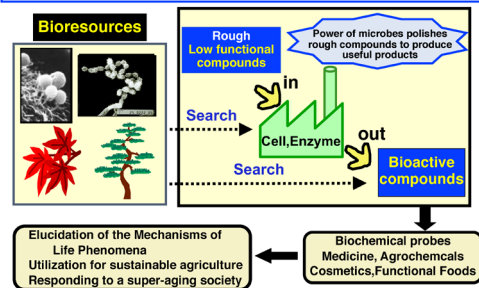 Bioresources
Rough
Low functional
compounds
Power of microbes polishes
rough compounds to produce
useful products
in
Search
Cell,Enzyme
out
Search
Bioactive
compounds
Biochemical probes
Medicine, Agrochemcals
Cosmetics,Functional Foods
Elucidation of the Mechanisms of
Life Phenomena
Utilization for sustainable agriculture
Responding to a super-aging society